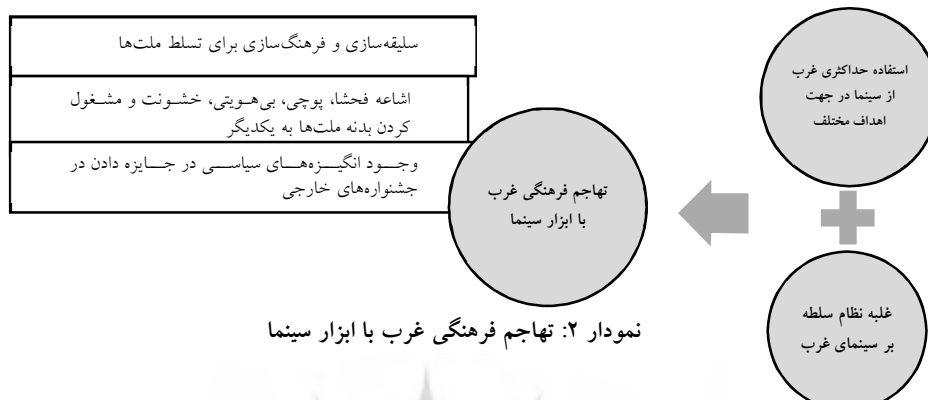 استفاده حداکثری غرب
از سینما در جهت
اهداف مختلف
غلبه نظام سلطه
بر سینمای غرب
تهاجم فرهنگی غرب
با ابزار سینما
سلیقه‌سازی و فرهنگ‌سازی برای تسلط ملت‌ها
اشاعه فحشا، پوچی، بی‌هـویتی، خشـونت و مشـغول
کردن بدنه ملت‌ها به یکدیگر
وجـــود انگیـــزه‌هـــای سیاســـی در جـــایزه دادن در
جشنواره‌های خارجی
نمودار ۲: تهاجم فرهنگی غرب با ابزار سینما